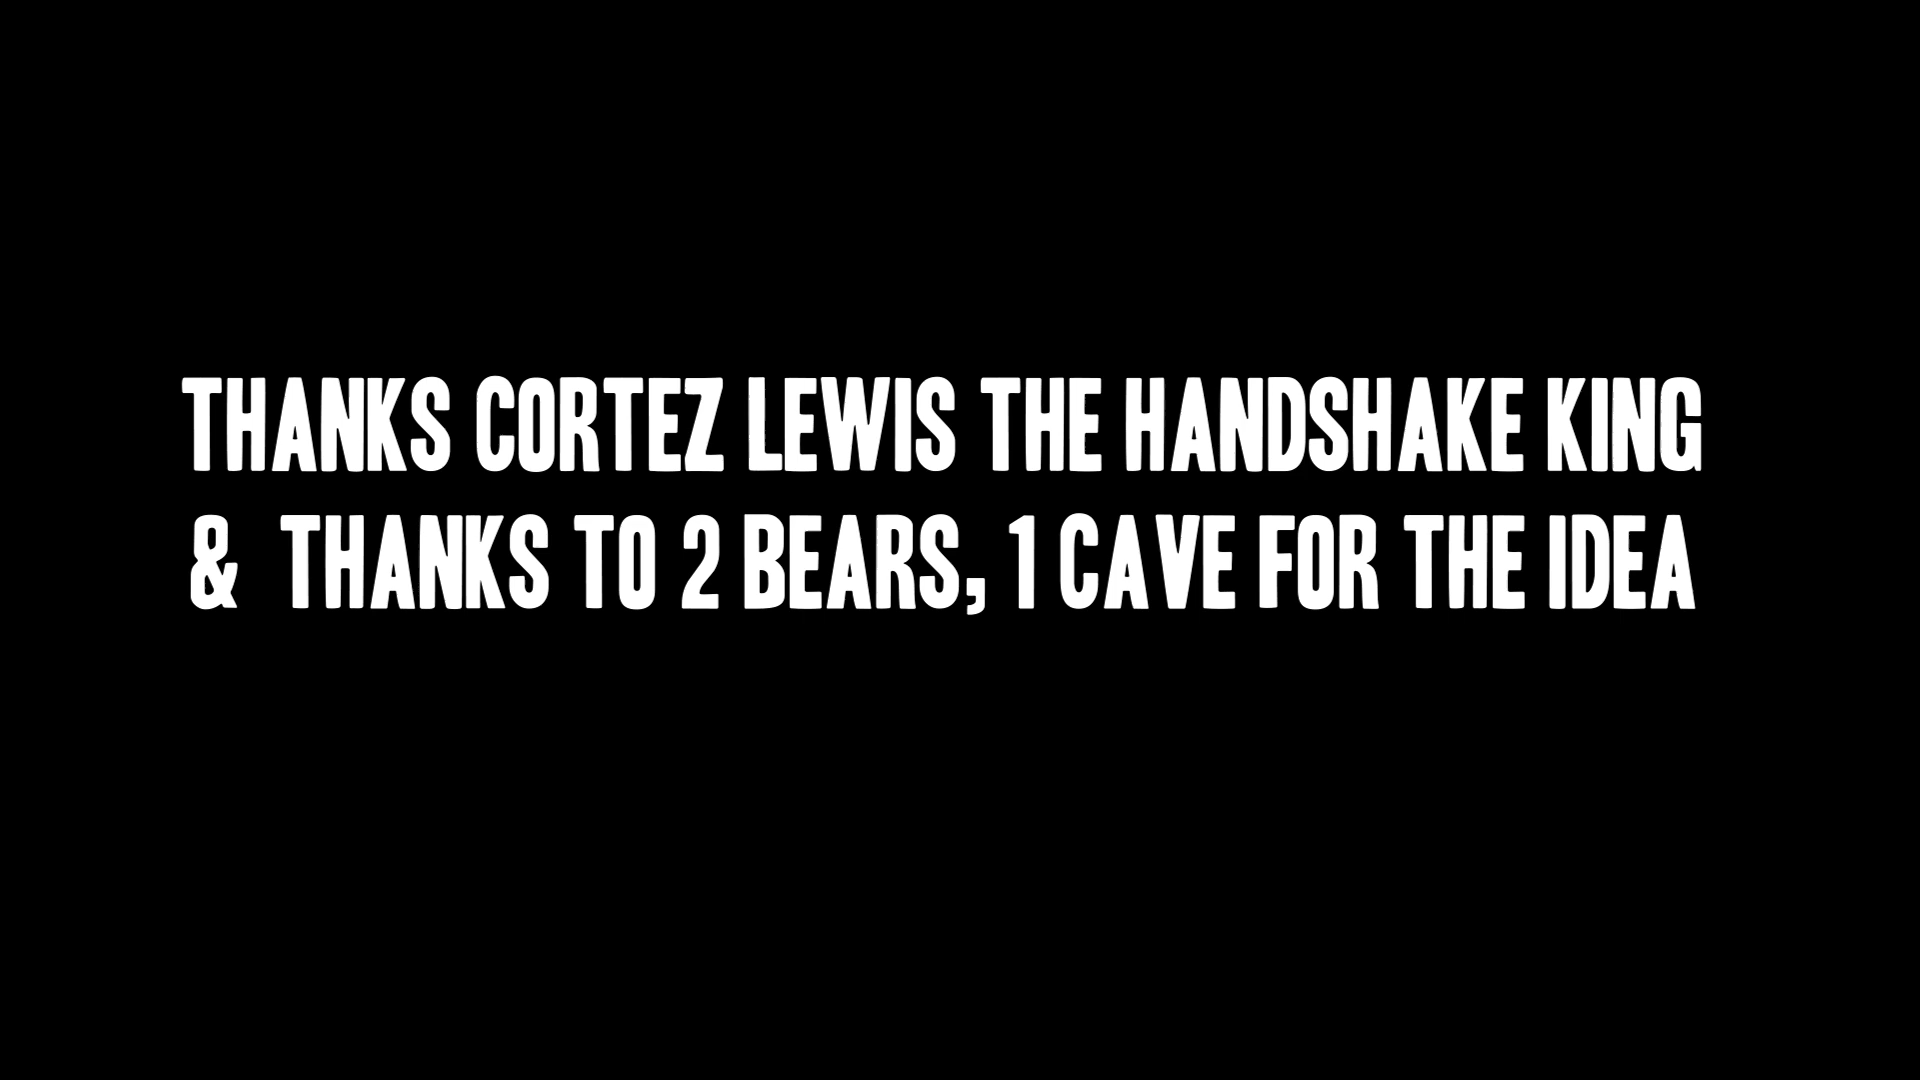 THANKS CORTEZ LEWIS THE HANDSHAKE KING
& THANKS TO 2 BEARS, 1 CAVE FOR THE IDEA